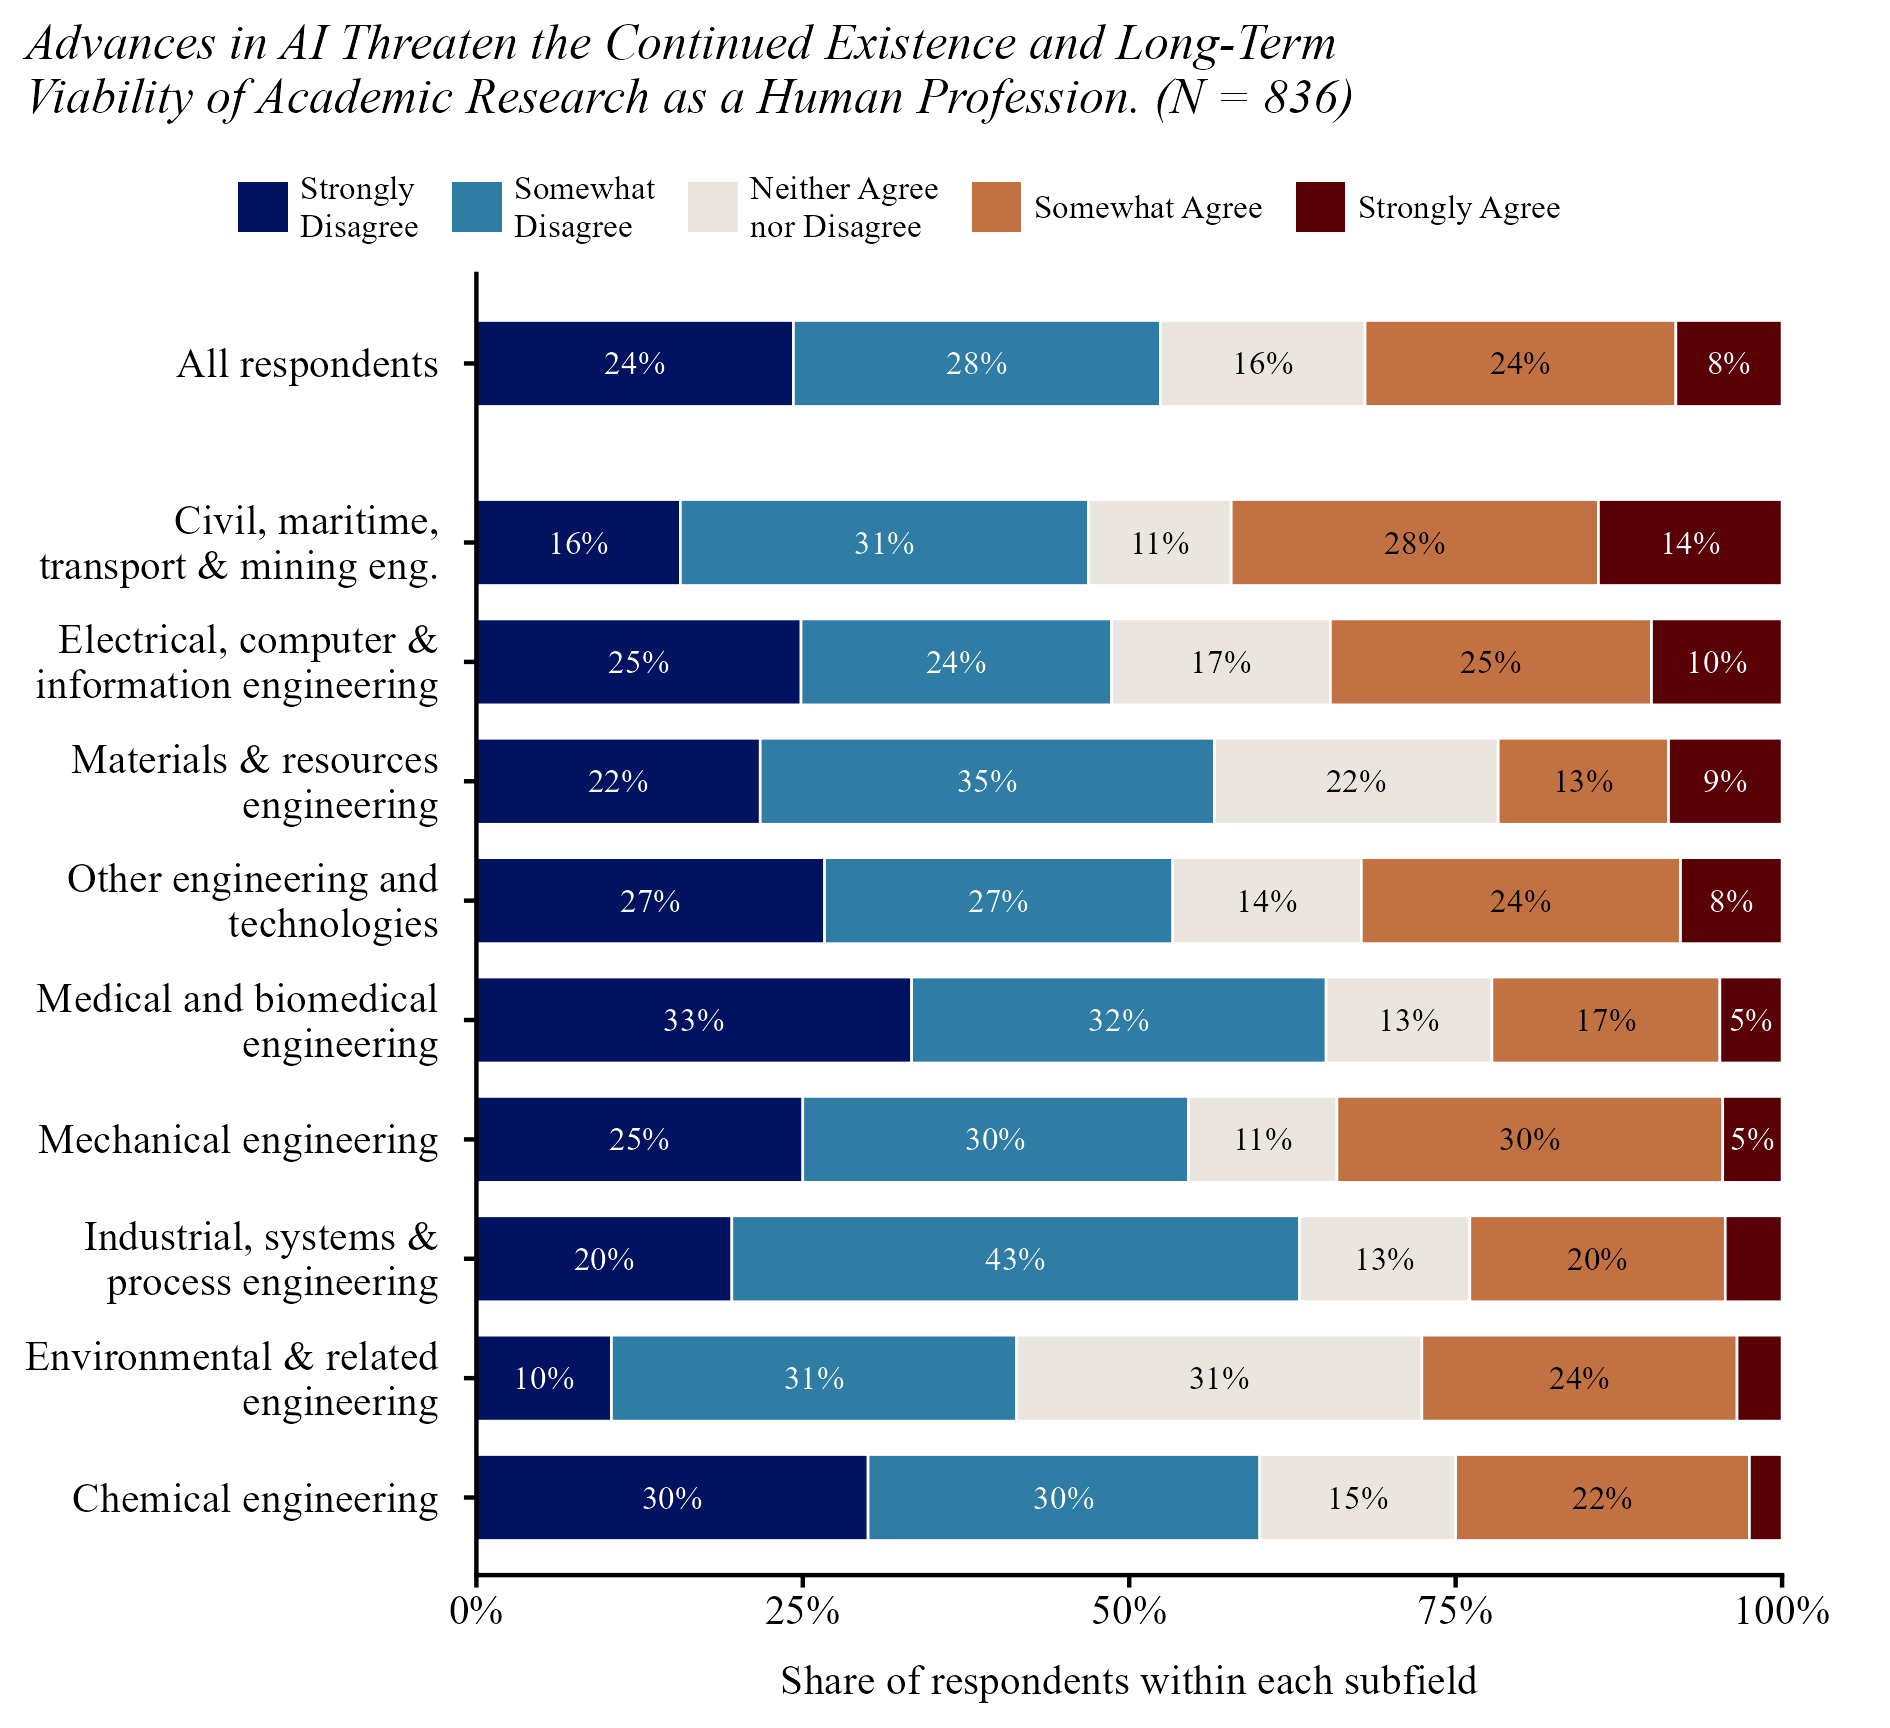 Advances in AI Threaten the Continued Existence and Long-Term
Viability of Academic Research as a Human Profession. (N = 836)
Strongly
Disagree
Somewhat
Disagree
Neither Agree
nor Disagree
Somewhat Agree
Strongly Agree
All respondents
24% 28% 16% 24% 8%
Civil, maritime,
transport & mining eng.
16% 31% 11% 28% 14%
Electrical, computer &
information engineering
25% 24% 17% 25% 10%
Materials & resources
engineering
22% 35% 22% 13% 9%
Other engineering and
technologies
27% 27% 14% 24% 8%
Medical and biomedical
engineering
33% 32% 13% 17% 5%
Mechanical engineering
25% 30% 11% 30% 5%
Industrial, systems &
process engineering
20% 43% 13% 20%
Environmental & related
engineering
10% 31% 31% 24%
Chemical engineering
30% 30% 15% 22%
0% 25% 50% 75% 100%
Share of respondents within each subfield